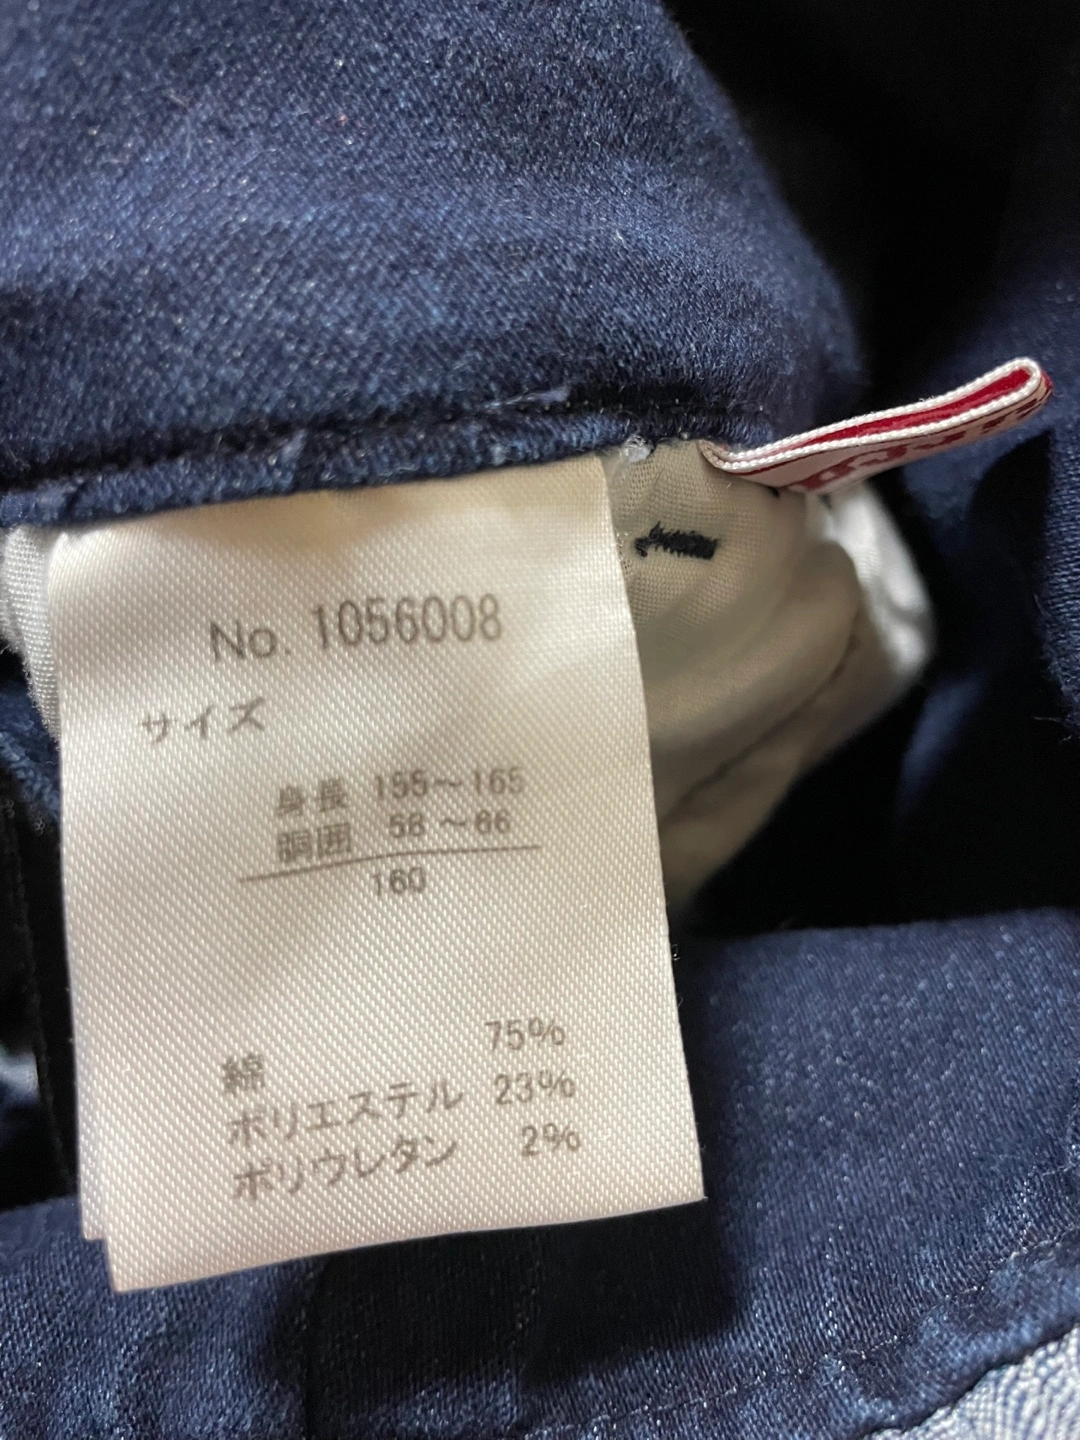 No. 1056008
サイズ
身長 155～165
胴囲 58～66
160
綿 75%
ポリエステル 23%
ポリウレタン 2%